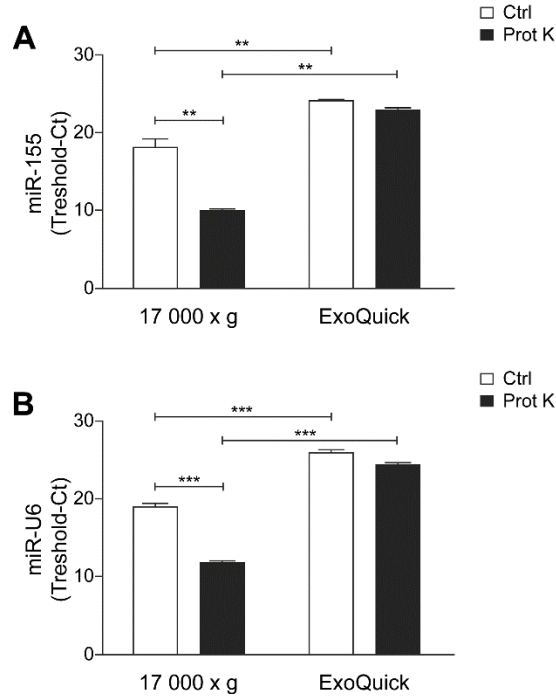 Ctrl
Prot K
A
miR-155
(Treshold-Ct)
30
20
10
0
**
**
**
17 000 x g
ExoQuick
Ctrl
Prot K
B
miR-U6
(Treshold-Ct)
30
20
10
0
***
***
***
17 000 x g
ExoQuick